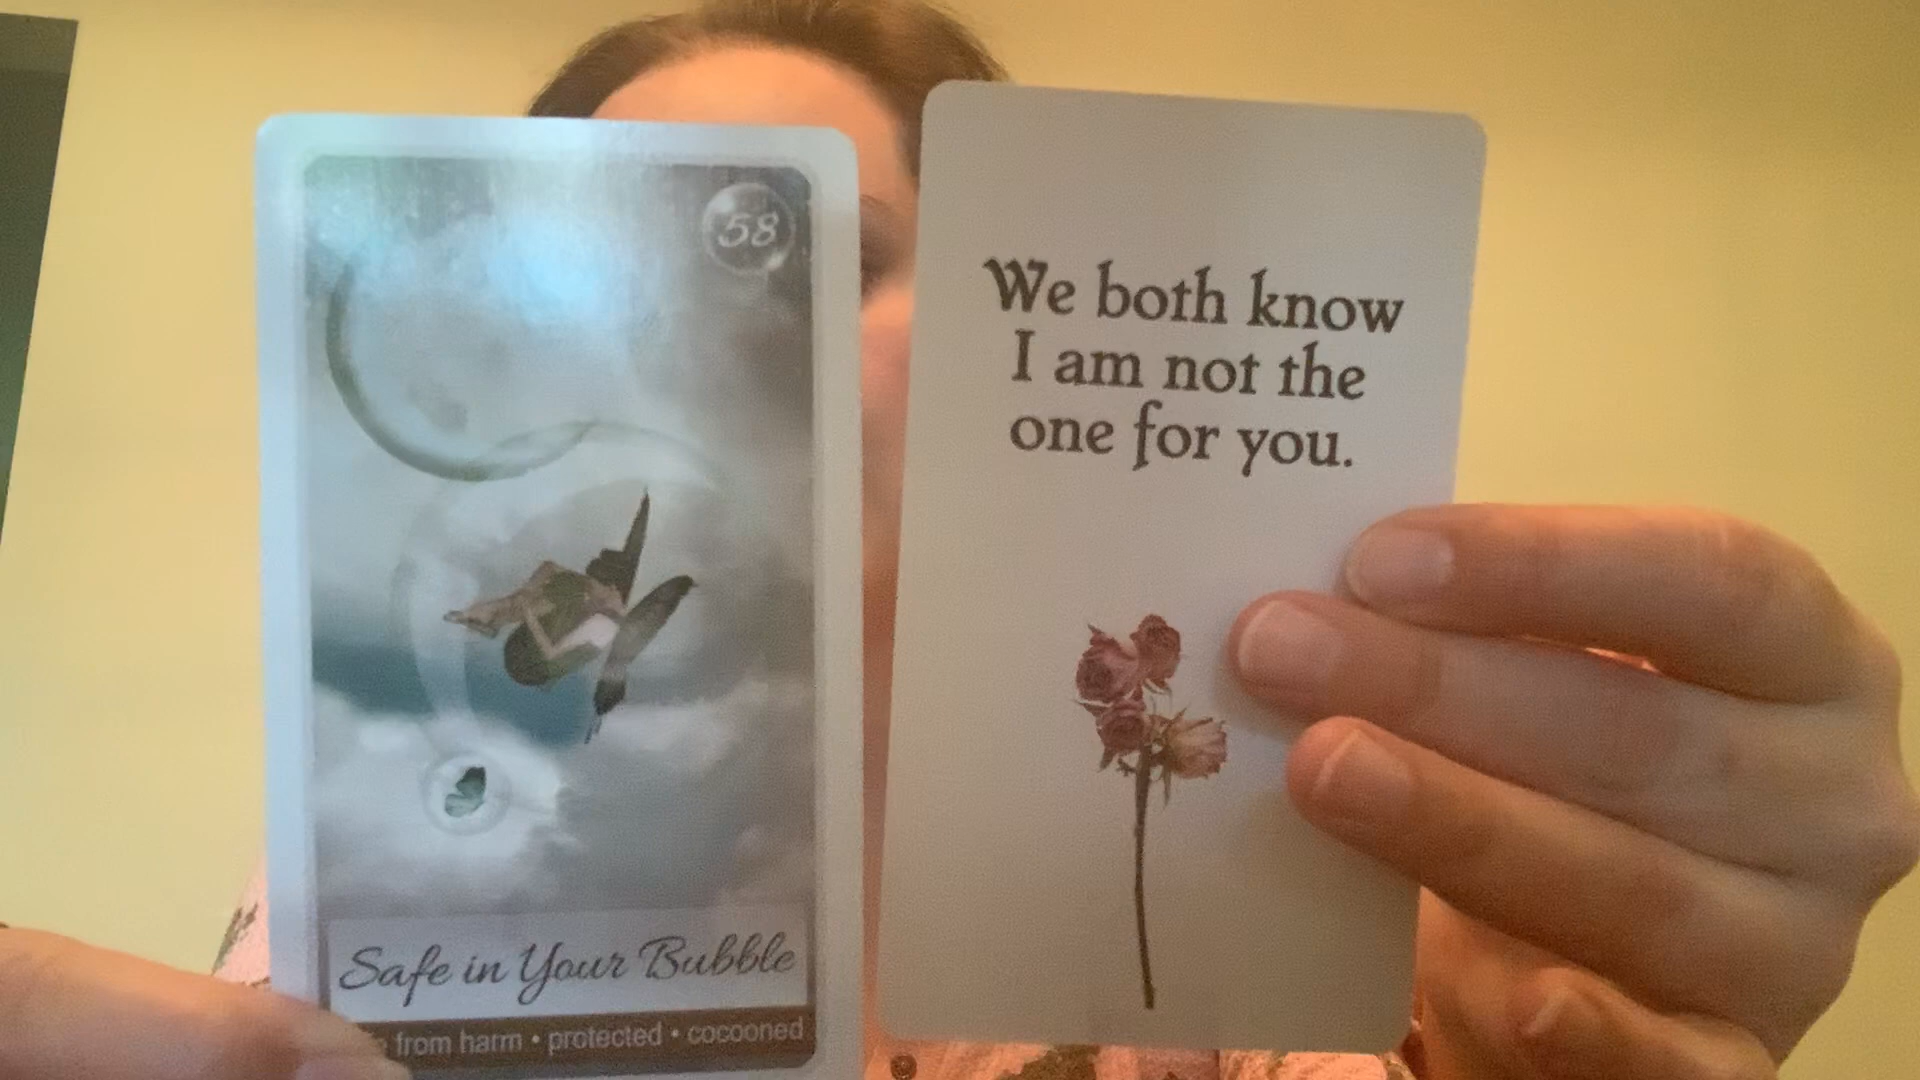 58
Safe in Your Bubble
from harm • protected • cocooned
We both know
I am not the
one for you.